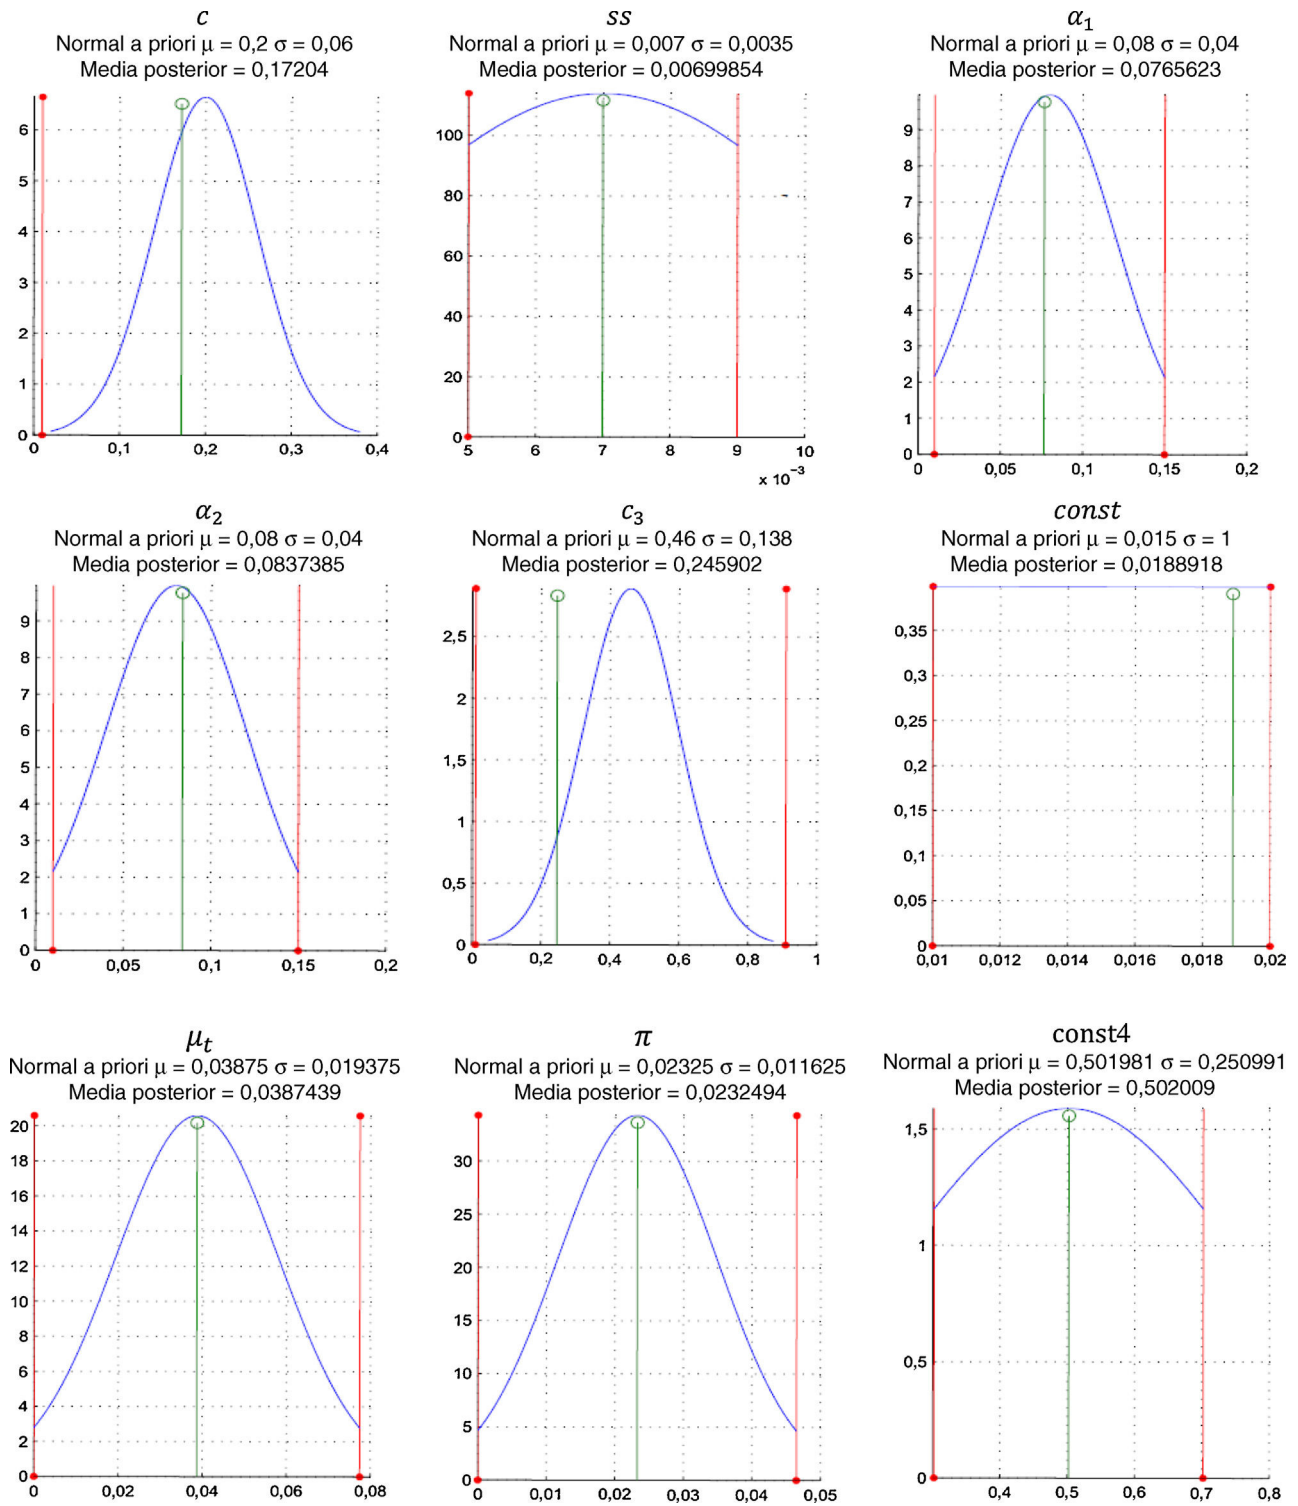 c
Normal a priori μ = 0,2 σ = 0,06
Media posterior = 0,17204
6
5
4
3
2
1
0
0 0,1 0,2 0,3 0,4
ss
Normal a priori μ = 0,007 σ = 0,0035
Media posterior = 0,00699854
100
80
60
40
20
0
5 6 7 8 9 10
x 10⁻³
α₁
Normal a priori μ = 0,08 σ = 0,04
Media posterior = 0,0765623
9
8
7
6
5
4
3
2
1
0
0 0,05 0,1 0,15 0,2
α₂
Normal a priori μ = 0,08 σ = 0,04
Media posterior = 0,0837385
9
8
7
6
5
4
3
2
1
0
0 0,05 0,1 0,15 0,2
c₃
Normal a priori μ = 0,46 σ = 0,138
Media posterior = 0,245902
2,5
2
1,5
1
0,5
0
0 0,2 0,4 0,6 0,8 1
const
Normal a priori μ = 0,015 σ = 1
Media posterior = 0,0188918
0,35
0,3
0,25
0,2
0,15
0,1
0,05
0
0,01 0,012 0,014 0,016 0,018 0,02
μₜ
Normal a priori μ = 0,03875 σ = 0,019375
Media posterior = 0,0387439
20
18
16
14
12
10
8
6
4
2
0
0 0,02 0,04 0,06 0,08
π
Normal a priori μ = 0,02325 σ = 0,011625
Media posterior = 0,0232494
30
25
20
15
10
5
0
0 0,01 0,02 0,03 0,04 0,05
const4
Normal a priori μ = 0,501981 σ = 0,250991
Media posterior = 0,502009
1,5
1
0,5
0
0,4 0,5 0,6 0,7 0,8